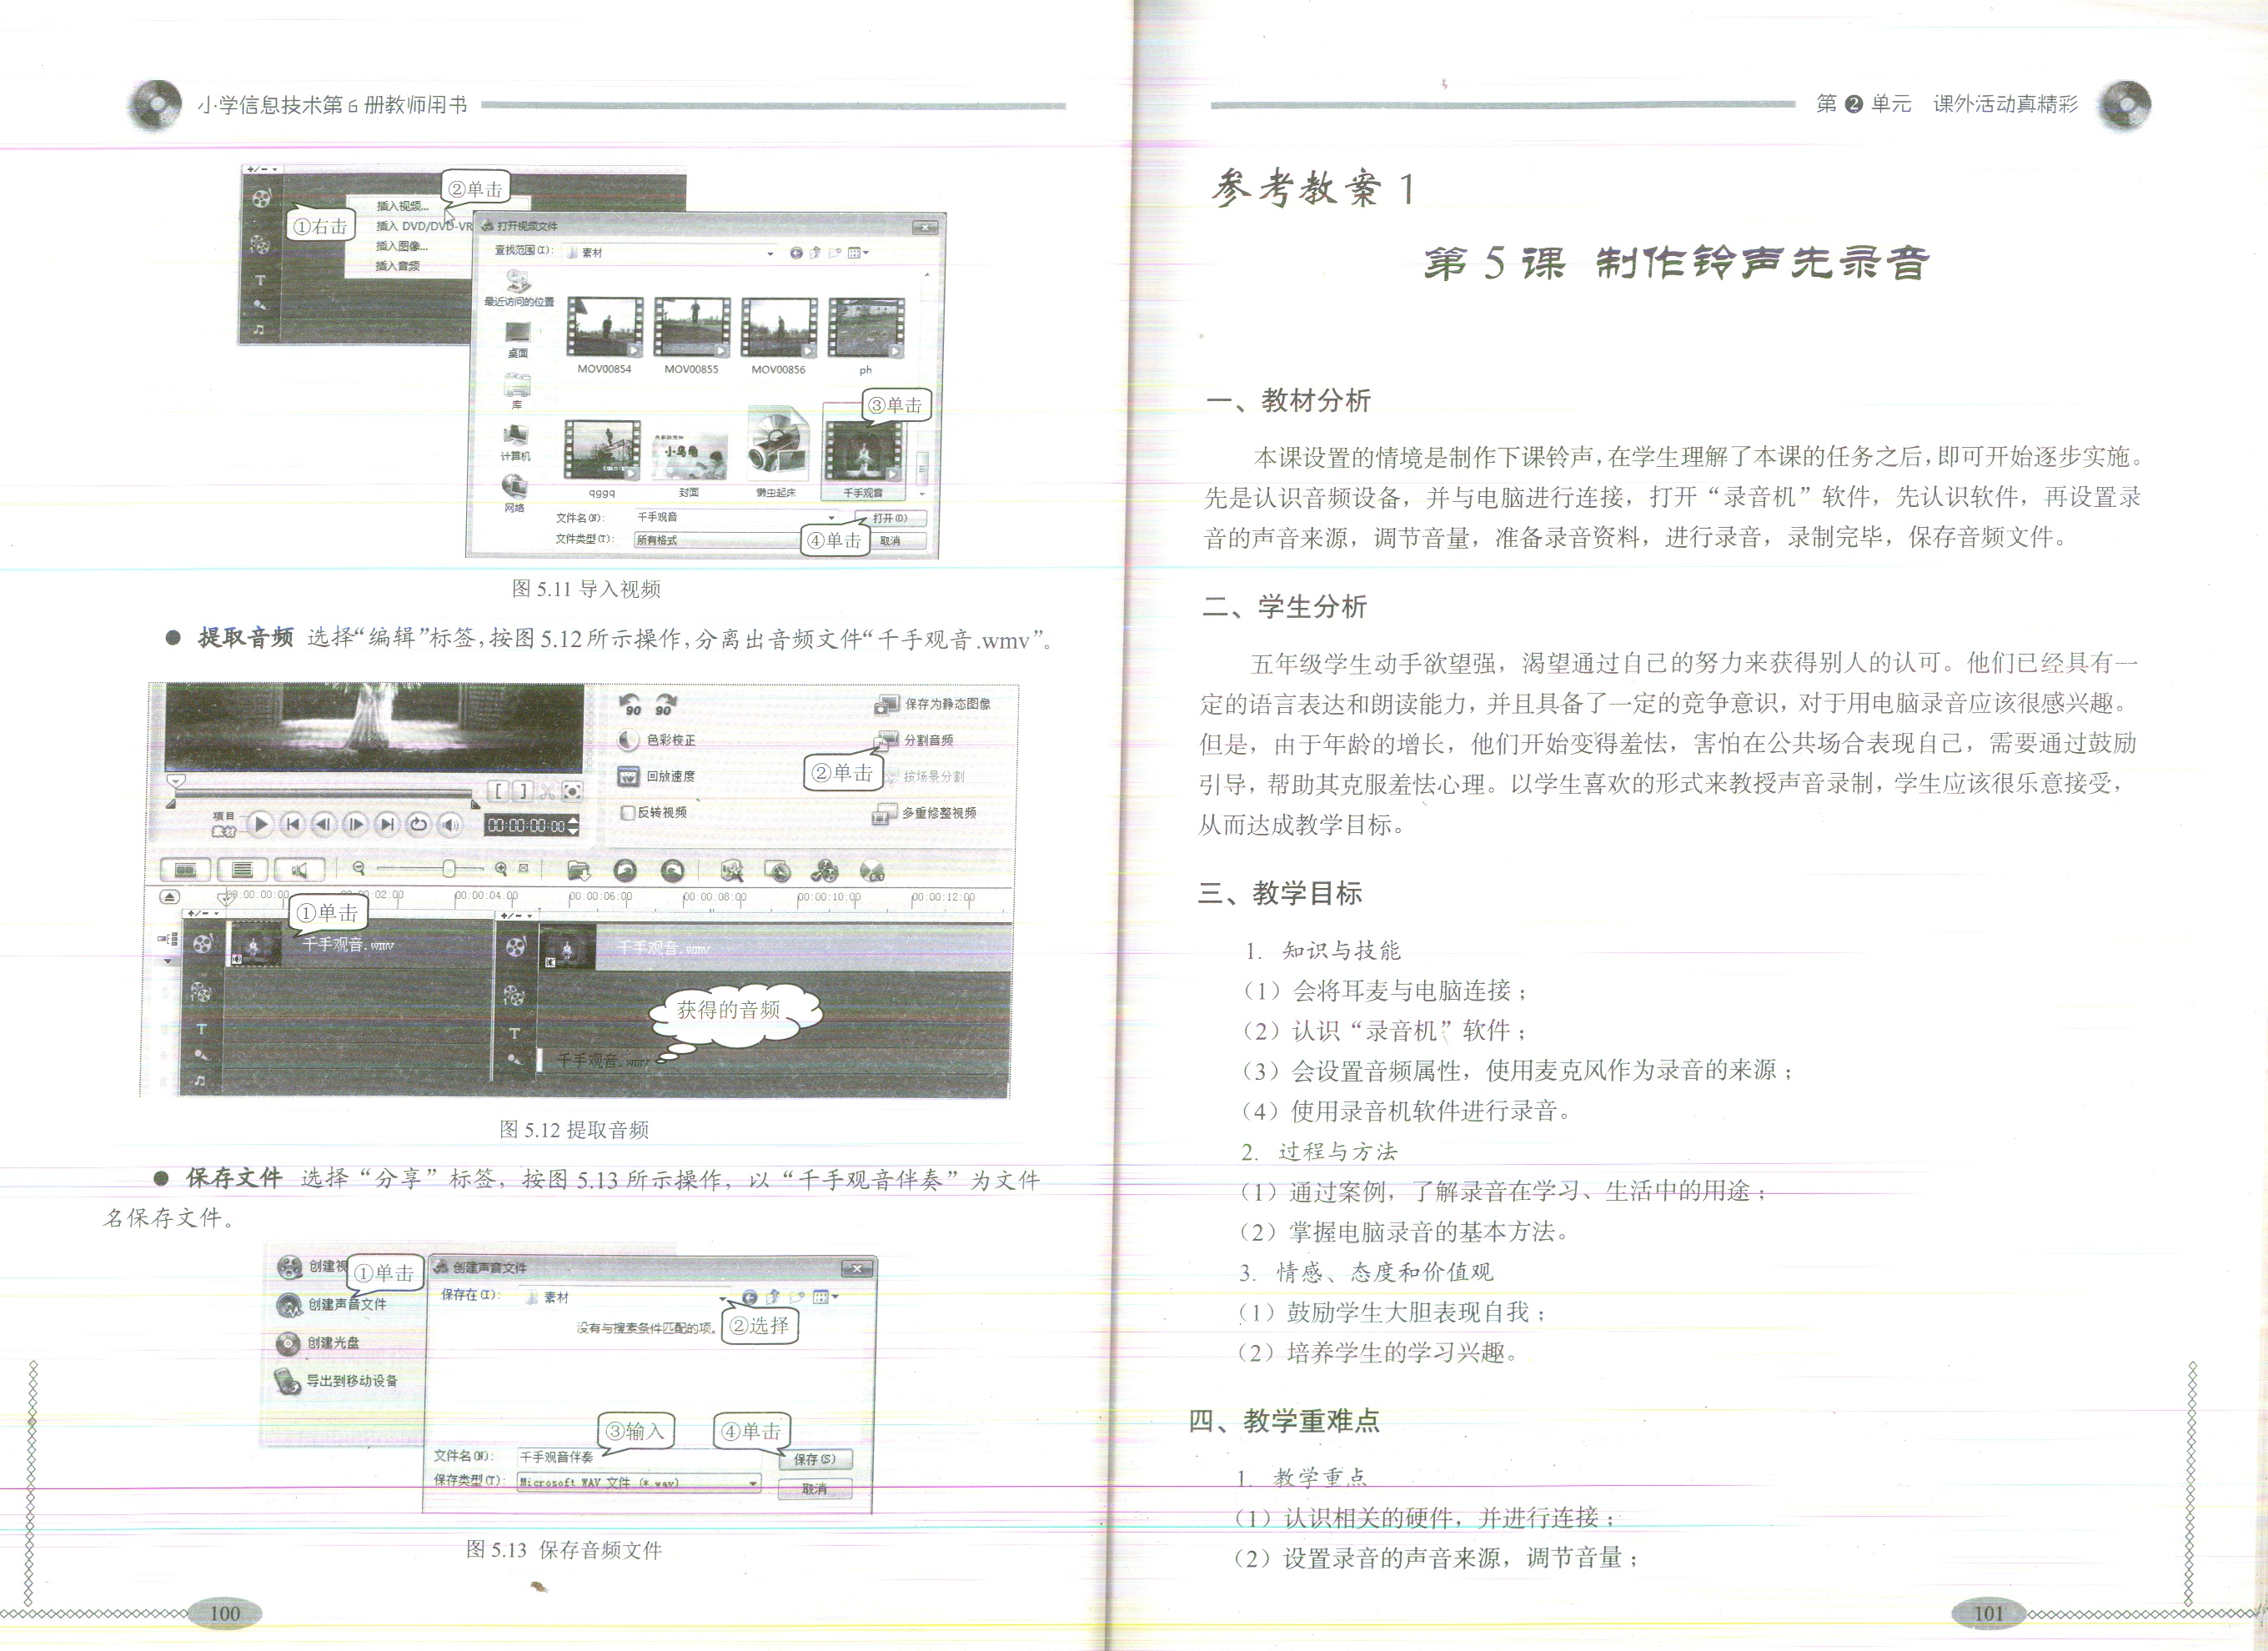 小学信息技术第6册教师用书
+/-
①右击
②单击
插入视频...
插入 DVD/DVD-VR
插入图像...
插入音频
T
打开视频文件
查找范围(I):
素材
最近访问的位置
桌面
库
计算机
网络
MOV00854
MOV00855
MOV00856
ph
③单击
qggq
封面
懒虫起床
千手观音
小乌龟
文件名(N):
千手观音
打开(O)
文件类型(T):
所有格式
④单击
取消
图 5.11 导入视频
● 提取音频 选择“编辑”标签,按图5.12所示操作,分离出音频文件“千手观音.wmv”。
90 90
保存为静态图像
色彩校正
分割音频
②单击
回放速度
按场景分割
反转视频
多重修整视频
项目
素材
[ ]
00:00:00:00
00:00:00:00
02:00
00:00:04:00
00:00:06:00
00:00:08:00
00:00:10:00
00:00:12:00
①单击
+/-
+/-
千手观音.wmv
千手观音.wmv
获得的音频
T
T
千手观音.wmv
图 5.12 提取音频
● 保存文件 选择“分享”标签，按图 5.13 所示操作，以“千手观音伴奏”为文件
名保存文件。
创建视
①单击
创建声音文件
创建光盘
导出到移动设备
创建声音文件
保存在(I):
素材
没有与搜索条件匹配的项。
②选择
③输入
④单击
文件名(N):
千手观音伴奏
保存(S)
保存类型(T):
Microsoft WAV 文件 (*.wav)
取消
图 5.13 保存音频文件
100
第2单元 课外活动真精彩
参考教案 1
第 5 课 制作铃声先录音
一、教材分析
本课设置的情境是制作下课铃声,在学生理解了本课的任务之后,即可开始逐步实施。
先是认识音频设备，并与电脑进行连接，打开“录音机”软件，先认识软件，再设置录
音的声音来源，调节音量，准备录音资料，进行录音，录制完毕，保存音频文件。
二、学生分析
五年级学生动手欲望强，渴望通过自己的努力来获得别人的认可。他们已经具有一
定的语言表达和朗读能力，并且具备了一定的竞争意识，对于用电脑录音应该很感兴趣。
但是，由于年龄的增长，他们开始变得羞怯，害怕在公共场合表现自己，需要通过鼓励
引导，帮助其克服羞怯心理。以学生喜欢的形式来教授声音录制，学生应该很乐意接受，
从而达成教学目标。
三、教学目标
1. 知识与技能
（1）会将耳麦与电脑连接；
（2）认识“录音机”软件；
（3）会设置音频属性，使用麦克风作为录音的来源；
（4）使用录音机软件进行录音。
2. 过程与方法
（1）通过案例，了解录音在学习、生活中的用途；
（2）掌握电脑录音的基本方法。
3. 情感、态度和价值观
（1）鼓励学生大胆表现自我；
（2）培养学生的学习兴趣。
四、教学重难点
1. 教学重点
（1）认识相关的硬件，并进行连接；
（2）设置录音的声音来源，调节音量；
101